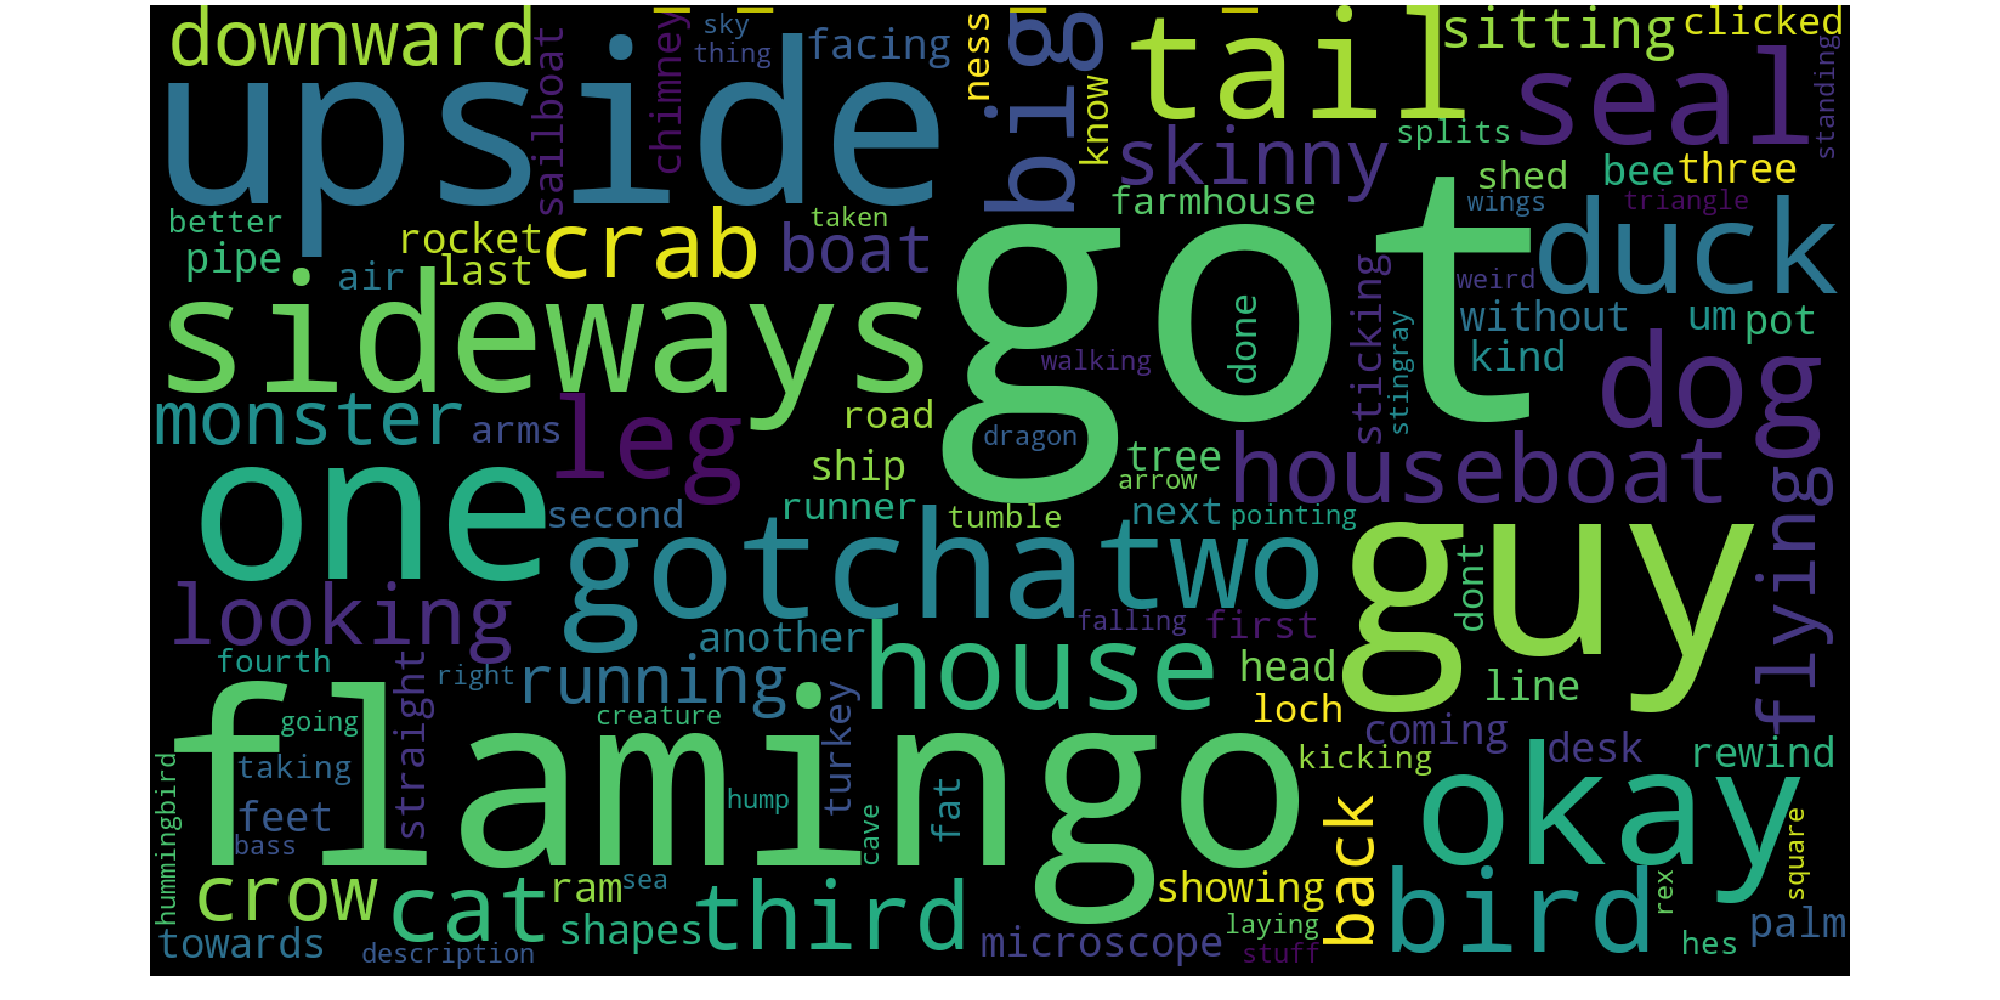 downward
sailboat
chimney
sky
thing
facing
ness
big
know
tail
sitting
clicked
upside
skinny
splits
seal
standing
shed
bee
three
farmhouse
wings
triangle
better
pipe
rocket
air
last
crab
taken
boat
got
duck
weird
sideways
walking
done
sticking
stingray
without
um
pot
kind
dog
monster
arms
leg
road
dragon
ship
tree
arrow
houseboat
flying
one
second
runner
tumble
next
pointing
gotcha
two
guy
dont
looking
another
falling
first
fourth
straight
right
running
house
head
line
loch
going
creature
turkey
coming
desk
rewind
kicking
flamingo
hummingbird
taking
feet
bass
hump
cave
fat
back
okay
square
crow
cat
ram
sea
shapes
third
showing
laying
bird
rex
palm
towards
description
microscope
stuff
hes